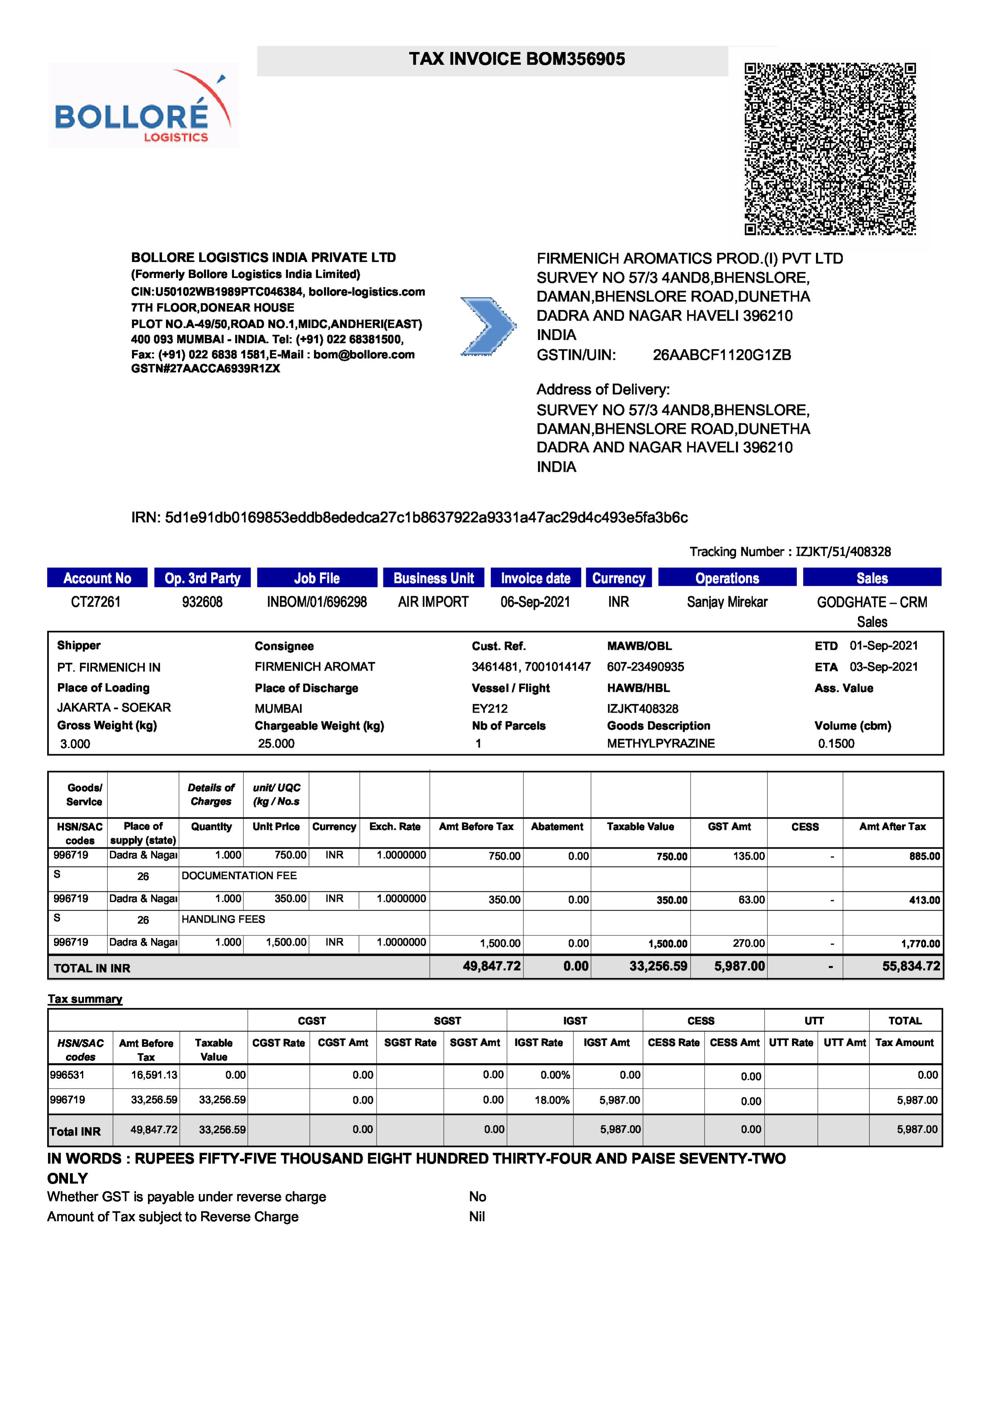 TAX INVOICE BOM356905
BOLLORÉ
LOGISTICS
BOLLORE LOGISTICS INDIA PRIVATE LTD
(Formerly Bollore Logistics India Limited)
CIN:U50102WB1989PTC046384, bollore-logistics.com
7TH FLOOR,DONEAR HOUSE
PLOT NO.A-49/50,ROAD NO.1,MIDC,ANDHERI(EAST)
400 093 MUMBAI - INDIA. Tel: (+91) 022 68381500,
Fax: (+91) 022 6838 1581,E-Mail : bom@bollore.com
GSTN#27AACCA6939R1ZX
FIRMENICH AROMATICS PROD.(I) PVT LTD
SURVEY NO 57/3 4AND8,BHENSLORE,
DAMAN,BHENSLORE ROAD,DUNETHA
DADRA AND NAGAR HAVELI 396210
INDIA
GSTIN/UIN: 26AABCF1120G1ZB
Address of Delivery:
SURVEY NO 57/3 4AND8,BHENSLORE,
DAMAN,BHENSLORE ROAD,DUNETHA
DADRA AND NAGAR HAVELI 396210
INDIA
IRN: 5d1e91db0169853eddb8ededca27c1b8637922a9331a47ac29d4c493e5fa3b6c
Tracking Number : IZJKT/51/408328
Account No Op. 3rd Party Job File Business Unit Invoice date Currency Operations Sales
CT27261 932608 INBOM/01/696298 AIR IMPORT 06-Sep-2021 INR Sanjay Mirekar GODGHATE – CRM
Sales
Shipper Consignee Cust. Ref. MAWB/OBL ETD 01-Sep-2021
PT. FIRMENICH IN FIRMENICH AROMAT 3461481, 7001014147 607-23490935 ETA 03-Sep-2021
Place of Loading Place of Discharge Vessel / Flight HAWB/HBL Ass. Value
JAKARTA - SOEKAR MUMBAI EY212 IZJKT408328
Gross Weight (kg) Chargeable Weight (kg) Nb of Parcels Goods Description Volume (cbm)
3.000 25.000 1 METHYLPYRAZINE 0.1500
Goods/ Details of unit/ UQC
Service Charges (kg / No.s
HSN/SAC Place of Quantity Unit Price Currency Exch. Rate Amt Before Tax Abatement Taxable Value GST Amt CESS Amt After Tax
codes supply (state)
996719 Dadra & Nagar 1.000 750.00 INR 1.0000000 750.00 0.00 750.00 135.00 - 885.00
S 26 DOCUMENTATION FEE
996719 Dadra & Nagar 1.000 350.00 INR 1.0000000 350.00 0.00 350.00 63.00 - 413.00
S 26 HANDLING FEES
996719 Dadra & Nagar 1.000 1,500.00 INR 1.0000000 1,500.00 0.00 1,500.00 270.00 - 1,770.00
TOTAL IN INR 49,847.72 0.00 33,256.59 5,987.00 - 55,834.72
Tax summary
CGST SGST IGST CESS UTT TOTAL
HSN/SAC Amt Before Taxable CGST Rate CGST Amt SGST Rate SGST Amt IGST Rate IGST Amt CESS Rate CESS Amt UTT Rate UTT Amt Tax Amount
codes Tax Value
996531 16,591.13 0.00 0.00 0.00 0.00% 0.00 0.00 0.00
996719 33,256.59 33,256.59 0.00 0.00 18.00% 5,987.00 0.00 5,987.00
Total INR 49,847.72 33,256.59 0.00 0.00 5,987.00 0.00 5,987.00
IN WORDS : RUPEES FIFTY-FIVE THOUSAND EIGHT HUNDRED THIRTY-FOUR AND PAISE SEVENTY-TWO
ONLY
Whether GST is payable under reverse charge No
Amount of Tax subject to Reverse Charge Nil